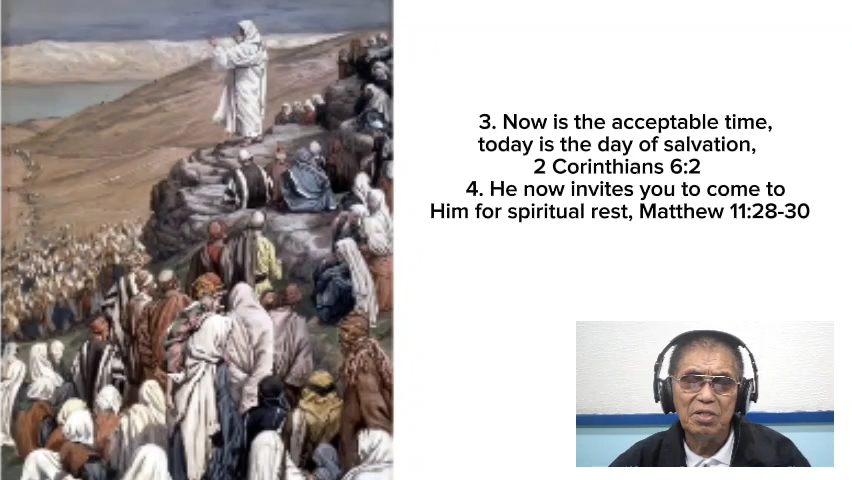 3. Now is the acceptable time,
today is the day of salvation,
2 Corinthians 6:2
4. He now invites you to come to
Him for spiritual rest, Matthew 11:28-30